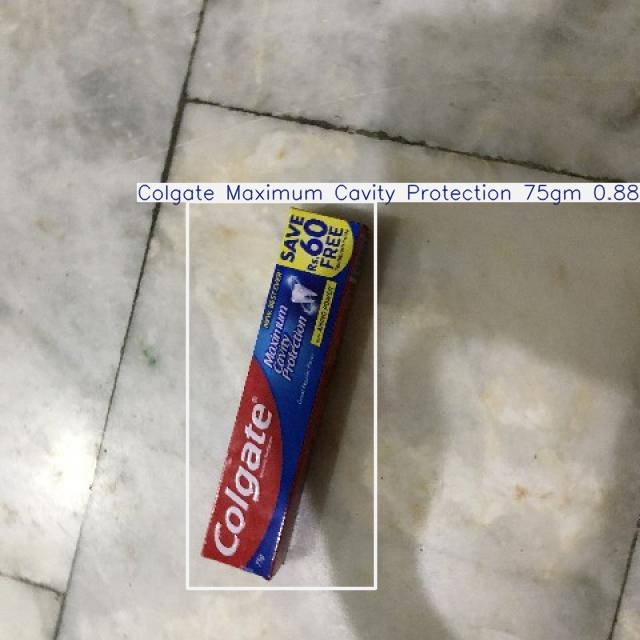 Colgate Maximum Cavity Protection 75gm 0.88
SAVE
Rs.60
FREE
Maximum
Cavity
Protection
Colgate